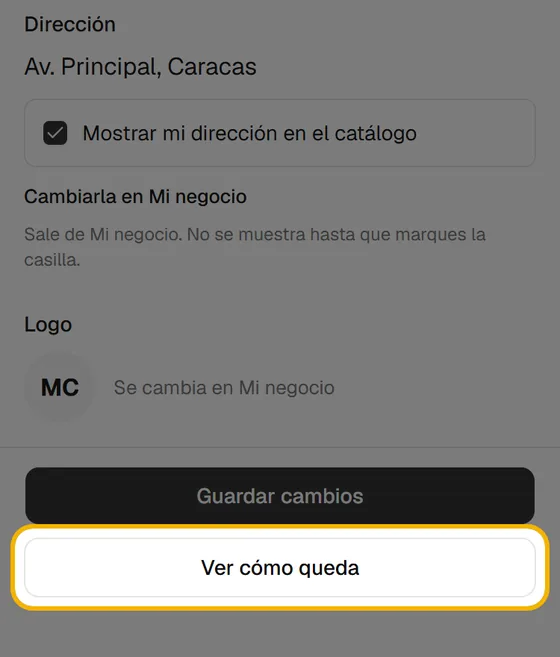 Dirección
Av. Principal, Caracas
Mostrar mi dirección en el catálogo
Cambiarla en Mi negocio
Sale de Mi negocio. No se muestra hasta que marques la
casilla.
Logo
MC
Se cambia en Mi negocio
Guardar cambios
Ver cómo queda